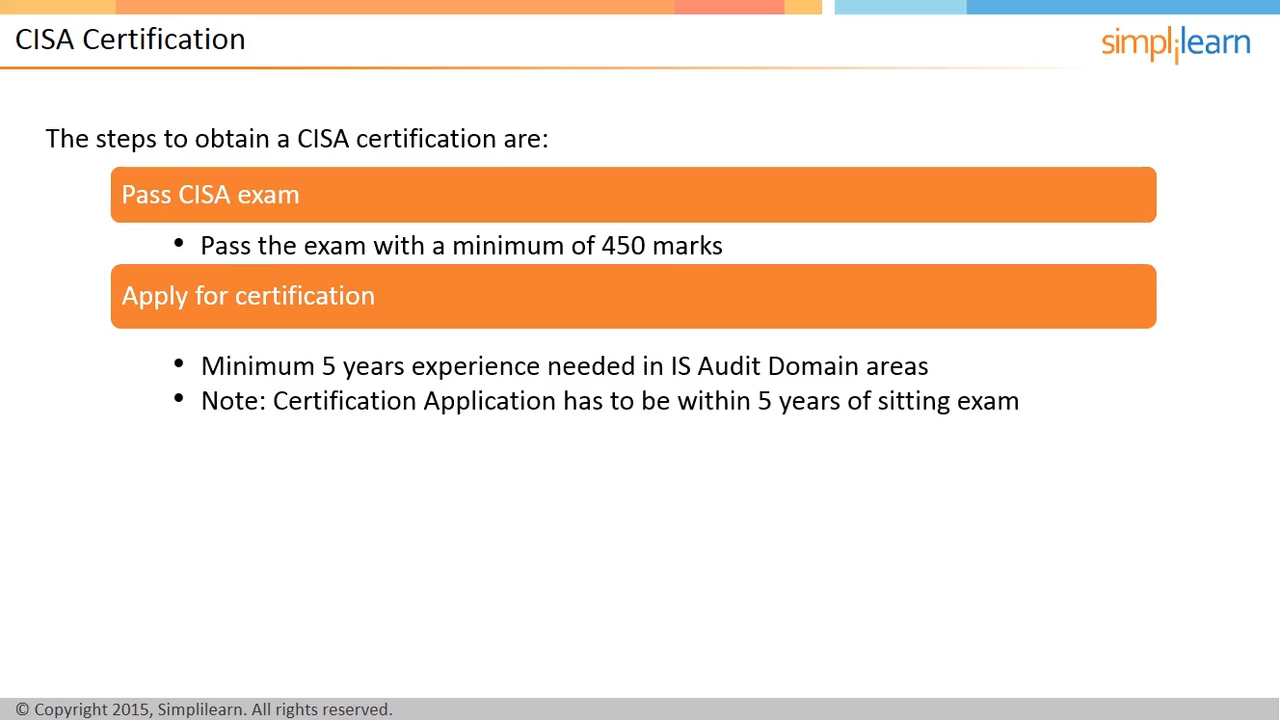 CISA Certification
simplilearn
The steps to obtain a CISA certification are:
Pass CISA exam
• Pass the exam with a minimum of 450 marks
Apply for certification
• Minimum 5 years experience needed in IS Audit Domain areas
• Note: Certification Application has to be within 5 years of sitting exam
© Copyright 2015, Simplilearn. All rights reserved.